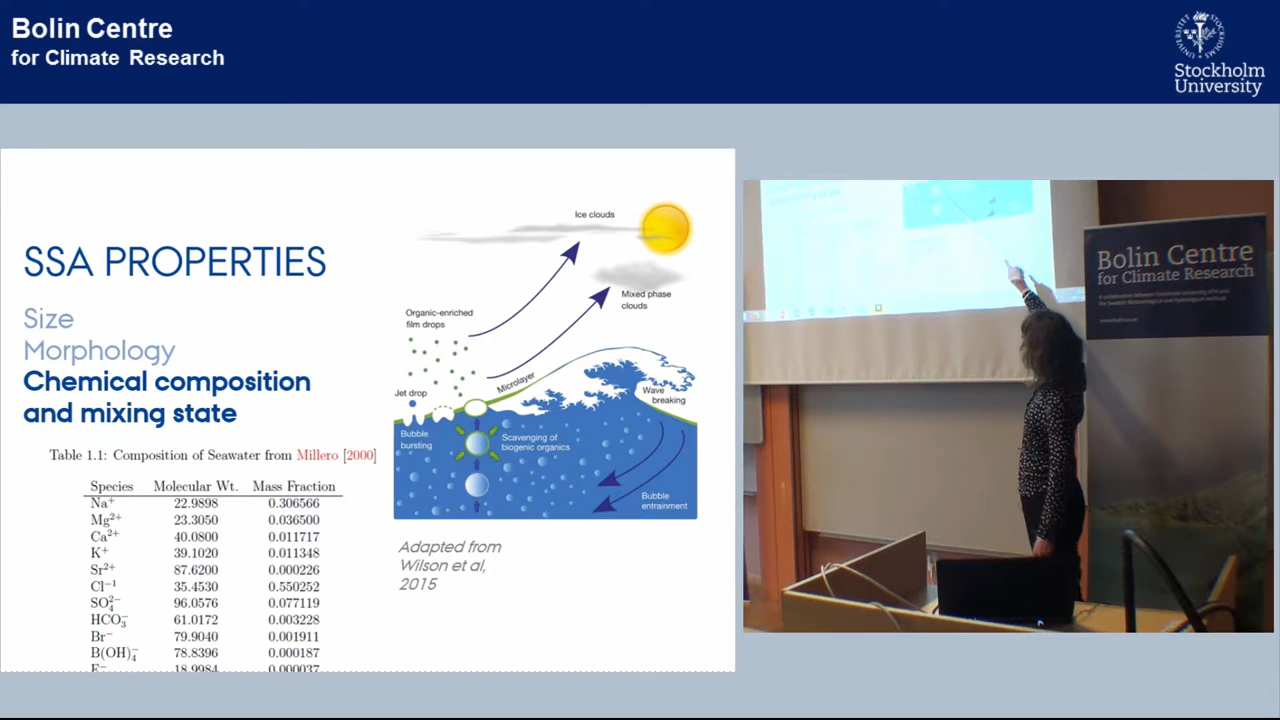 Bolin Centre
for Climate Research
Stockholm
University
SSA PROPERTIES
Size
Morphology
Chemical composition
and mixing state
Table 1.1: Composition of Seawater from Millero [2000]
Species Molecular Wt. Mass Fraction
Na⁺ 22.9898 0.306566
Mg²⁺ 23.3050 0.036500
Ca²⁺ 40.0800 0.011717
K⁺ 39.1020 0.011348
Sr²⁺ 87.6200 0.000226
Cl⁻¹ 35.4530 0.550252
SO₄²⁻ 96.0576 0.077119
HCO₃⁻ 61.0172 0.003228
Br⁻ 79.9040 0.001911
B(OH)₄⁻ 78.8396 0.000187
F⁻ 18.9984 0.000037
Ice clouds
Mixed phase
clouds
Organic-enriched
film drops
Microlayer
Jet drop
Wave
breaking
Bubble
bursting
Scavenging of
biogenic organics
Bubble
entrainment
Adapted from
Wilson et al,
2015
Bolin Centre
for Climate Research